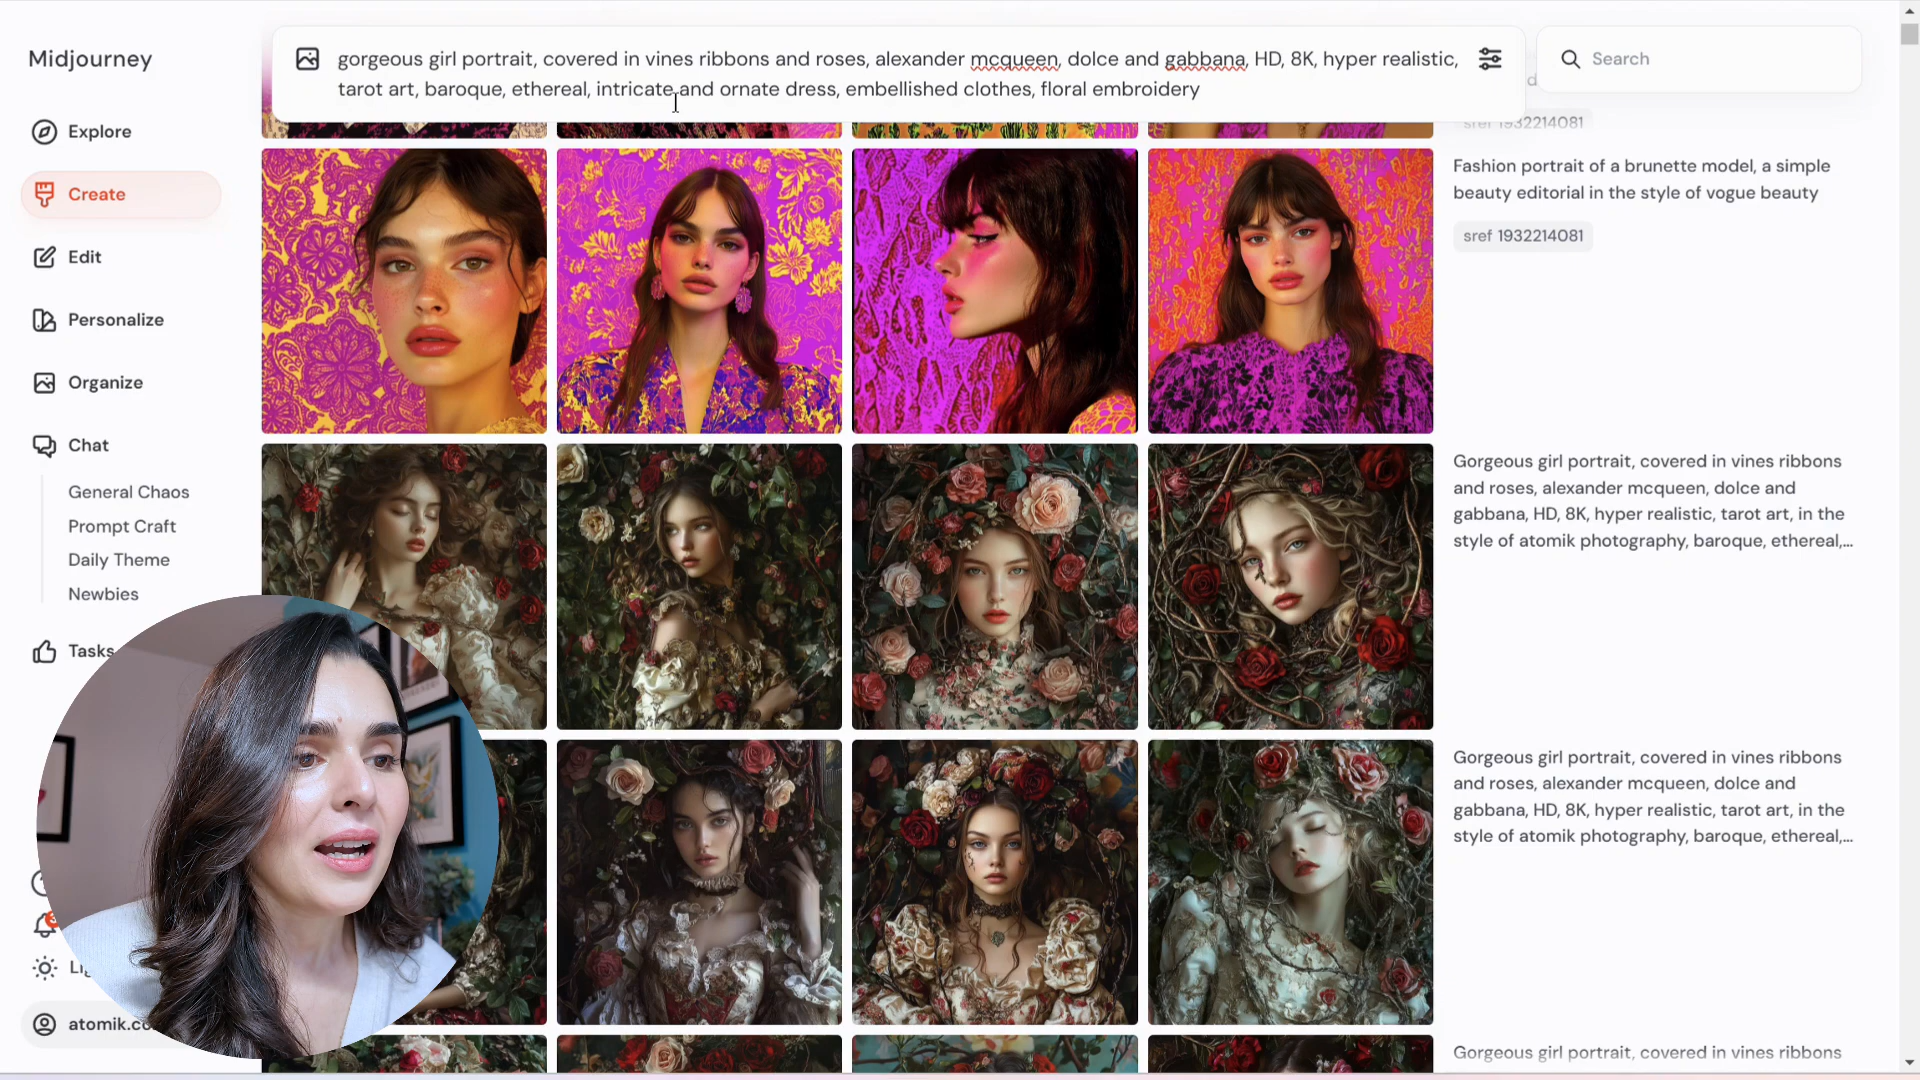 Midjourney
gorgeous girl portrait, covered in vines ribbons and roses, alexander mcqueen, dolce and gabbana, HD, 8K, hyper realistic,
tarot art, baroque, ethereal, intricate and ornate dress, embellished clothes, floral embroidery
Search
sref 1932214081
Explore
Create
Edit
Personalize
Organize
Chat
General Chaos
Prompt Craft
Daily Theme
Newbies
Tasks
atomik.co
Fashion portrait of a brunette model, a simple
beauty editorial in the style of vogue beauty
sref 1932214081
Gorgeous girl portrait, covered in vines ribbons
and roses, alexander mcqueen, dolce and
gabbana, HD, 8K, hyper realistic, tarot art, in the
style of atomik photography, baroque, ethereal,...
Gorgeous girl portrait, covered in vines ribbons
and roses, alexander mcqueen, dolce and
gabbana, HD, 8K, hyper realistic, tarot art, in the
style of atomik photography, baroque, ethereal,...
Gorgeous girl portrait, covered in vines ribbons